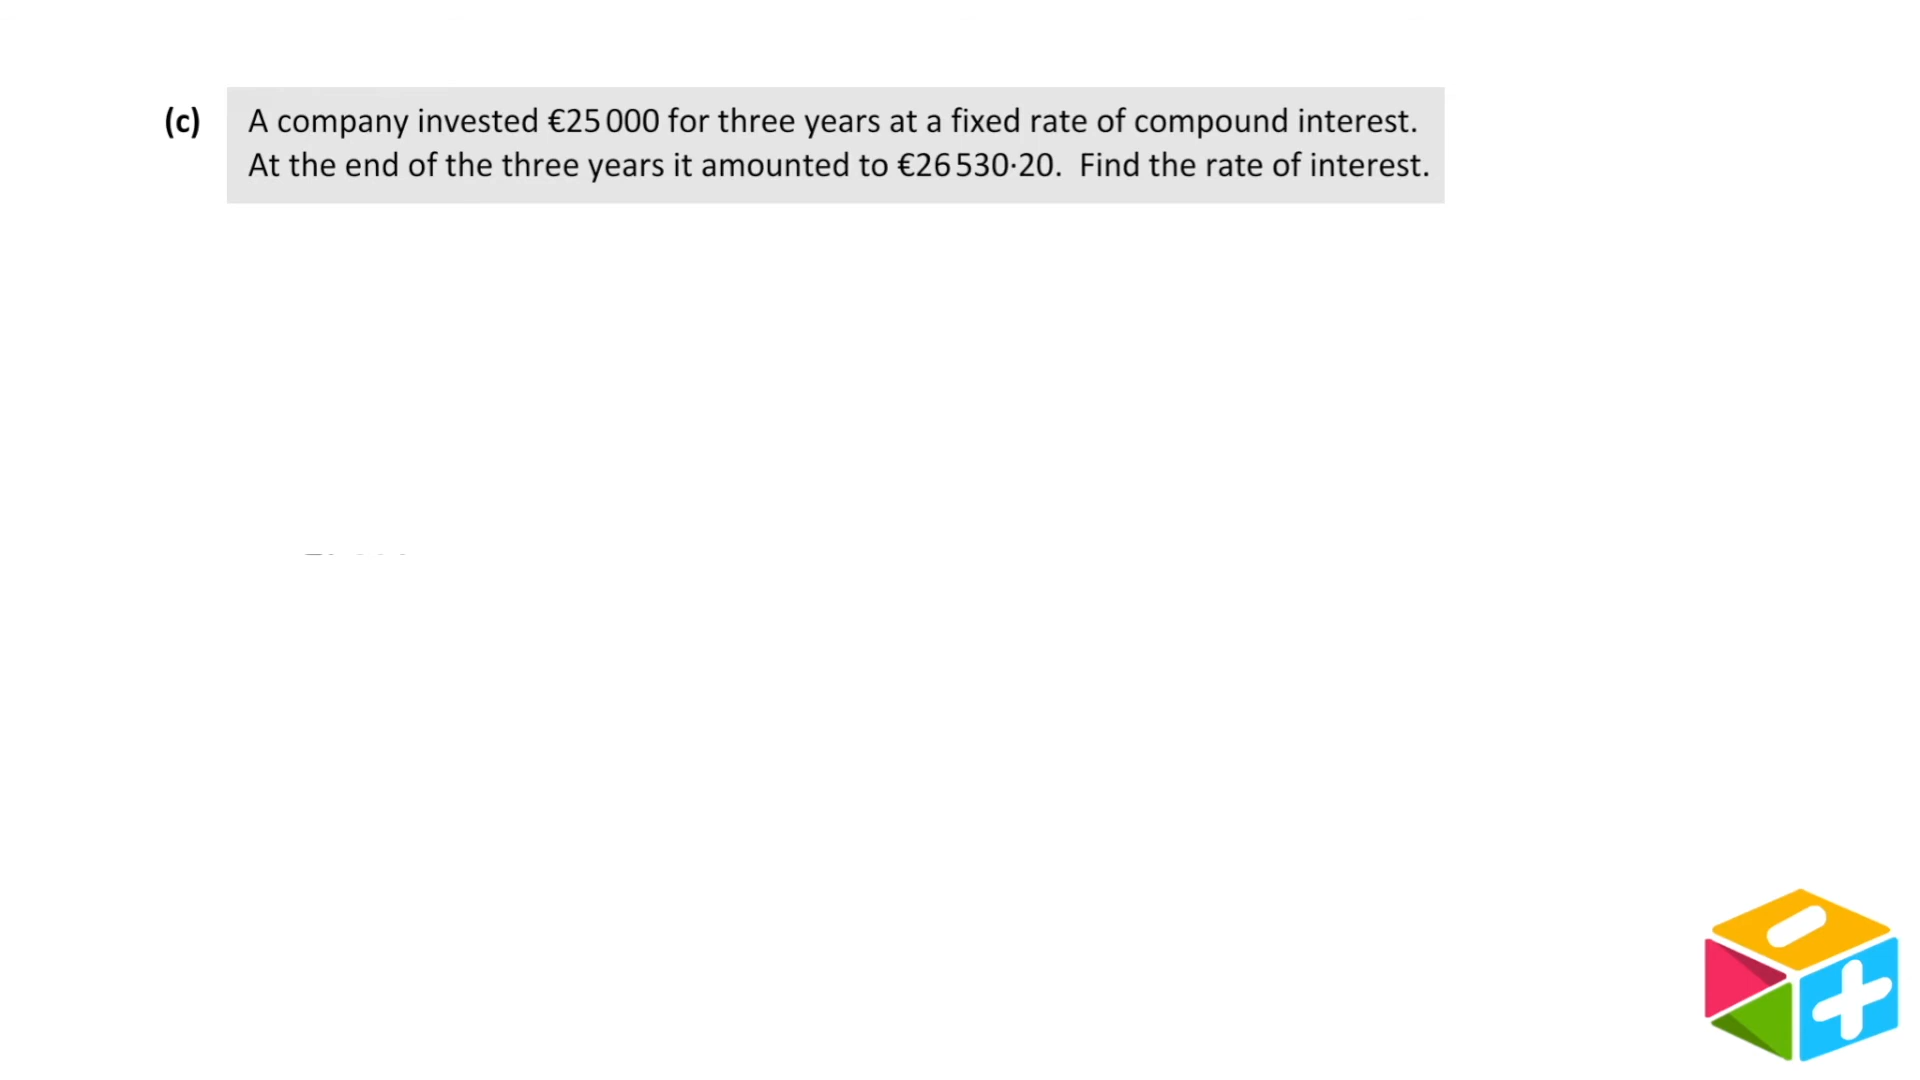 (c) A company invested €25 000 for three years at a fixed rate of compound interest.
At the end of the three years it amounted to €26 530·20. Find the rate of interest.